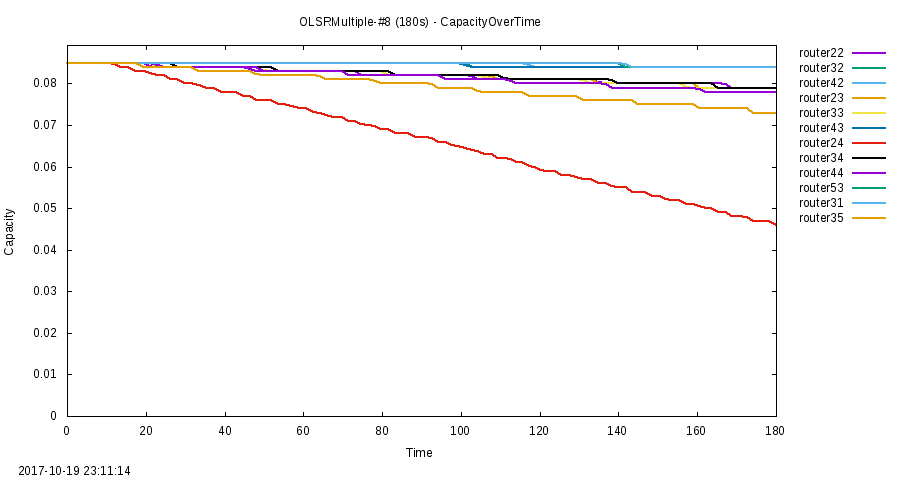 OLSRMultiple-#8 (180s) - CapacityOverTime
router22
router32
router42
router23
router33
router43
router24
router34
router44
router53
router31
router35
0.08
0.07
0.06
0.05
0.04
0.03
0.02
0.01
0
Capacity
0 20 40 60 80 100 120 140 160 180
Time
2017-10-19 23:11:14